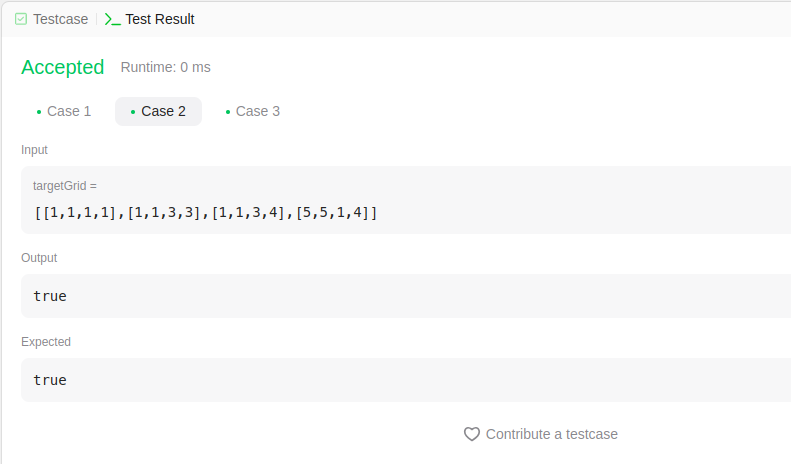 Testcase | Test Result
Accepted Runtime: 0 ms
Case 1 Case 2 Case 3
Input
targetGrid =
[[1,1,1,1],[1,1,3,3],[1,1,3,4],[5,5,1,4]]
Output
true
Expected
true
Contribute a testcase